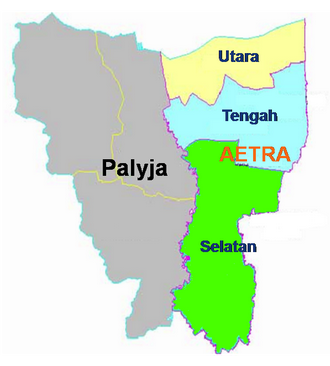 Utara
Tengah
AETRA
Palyja
Selatan